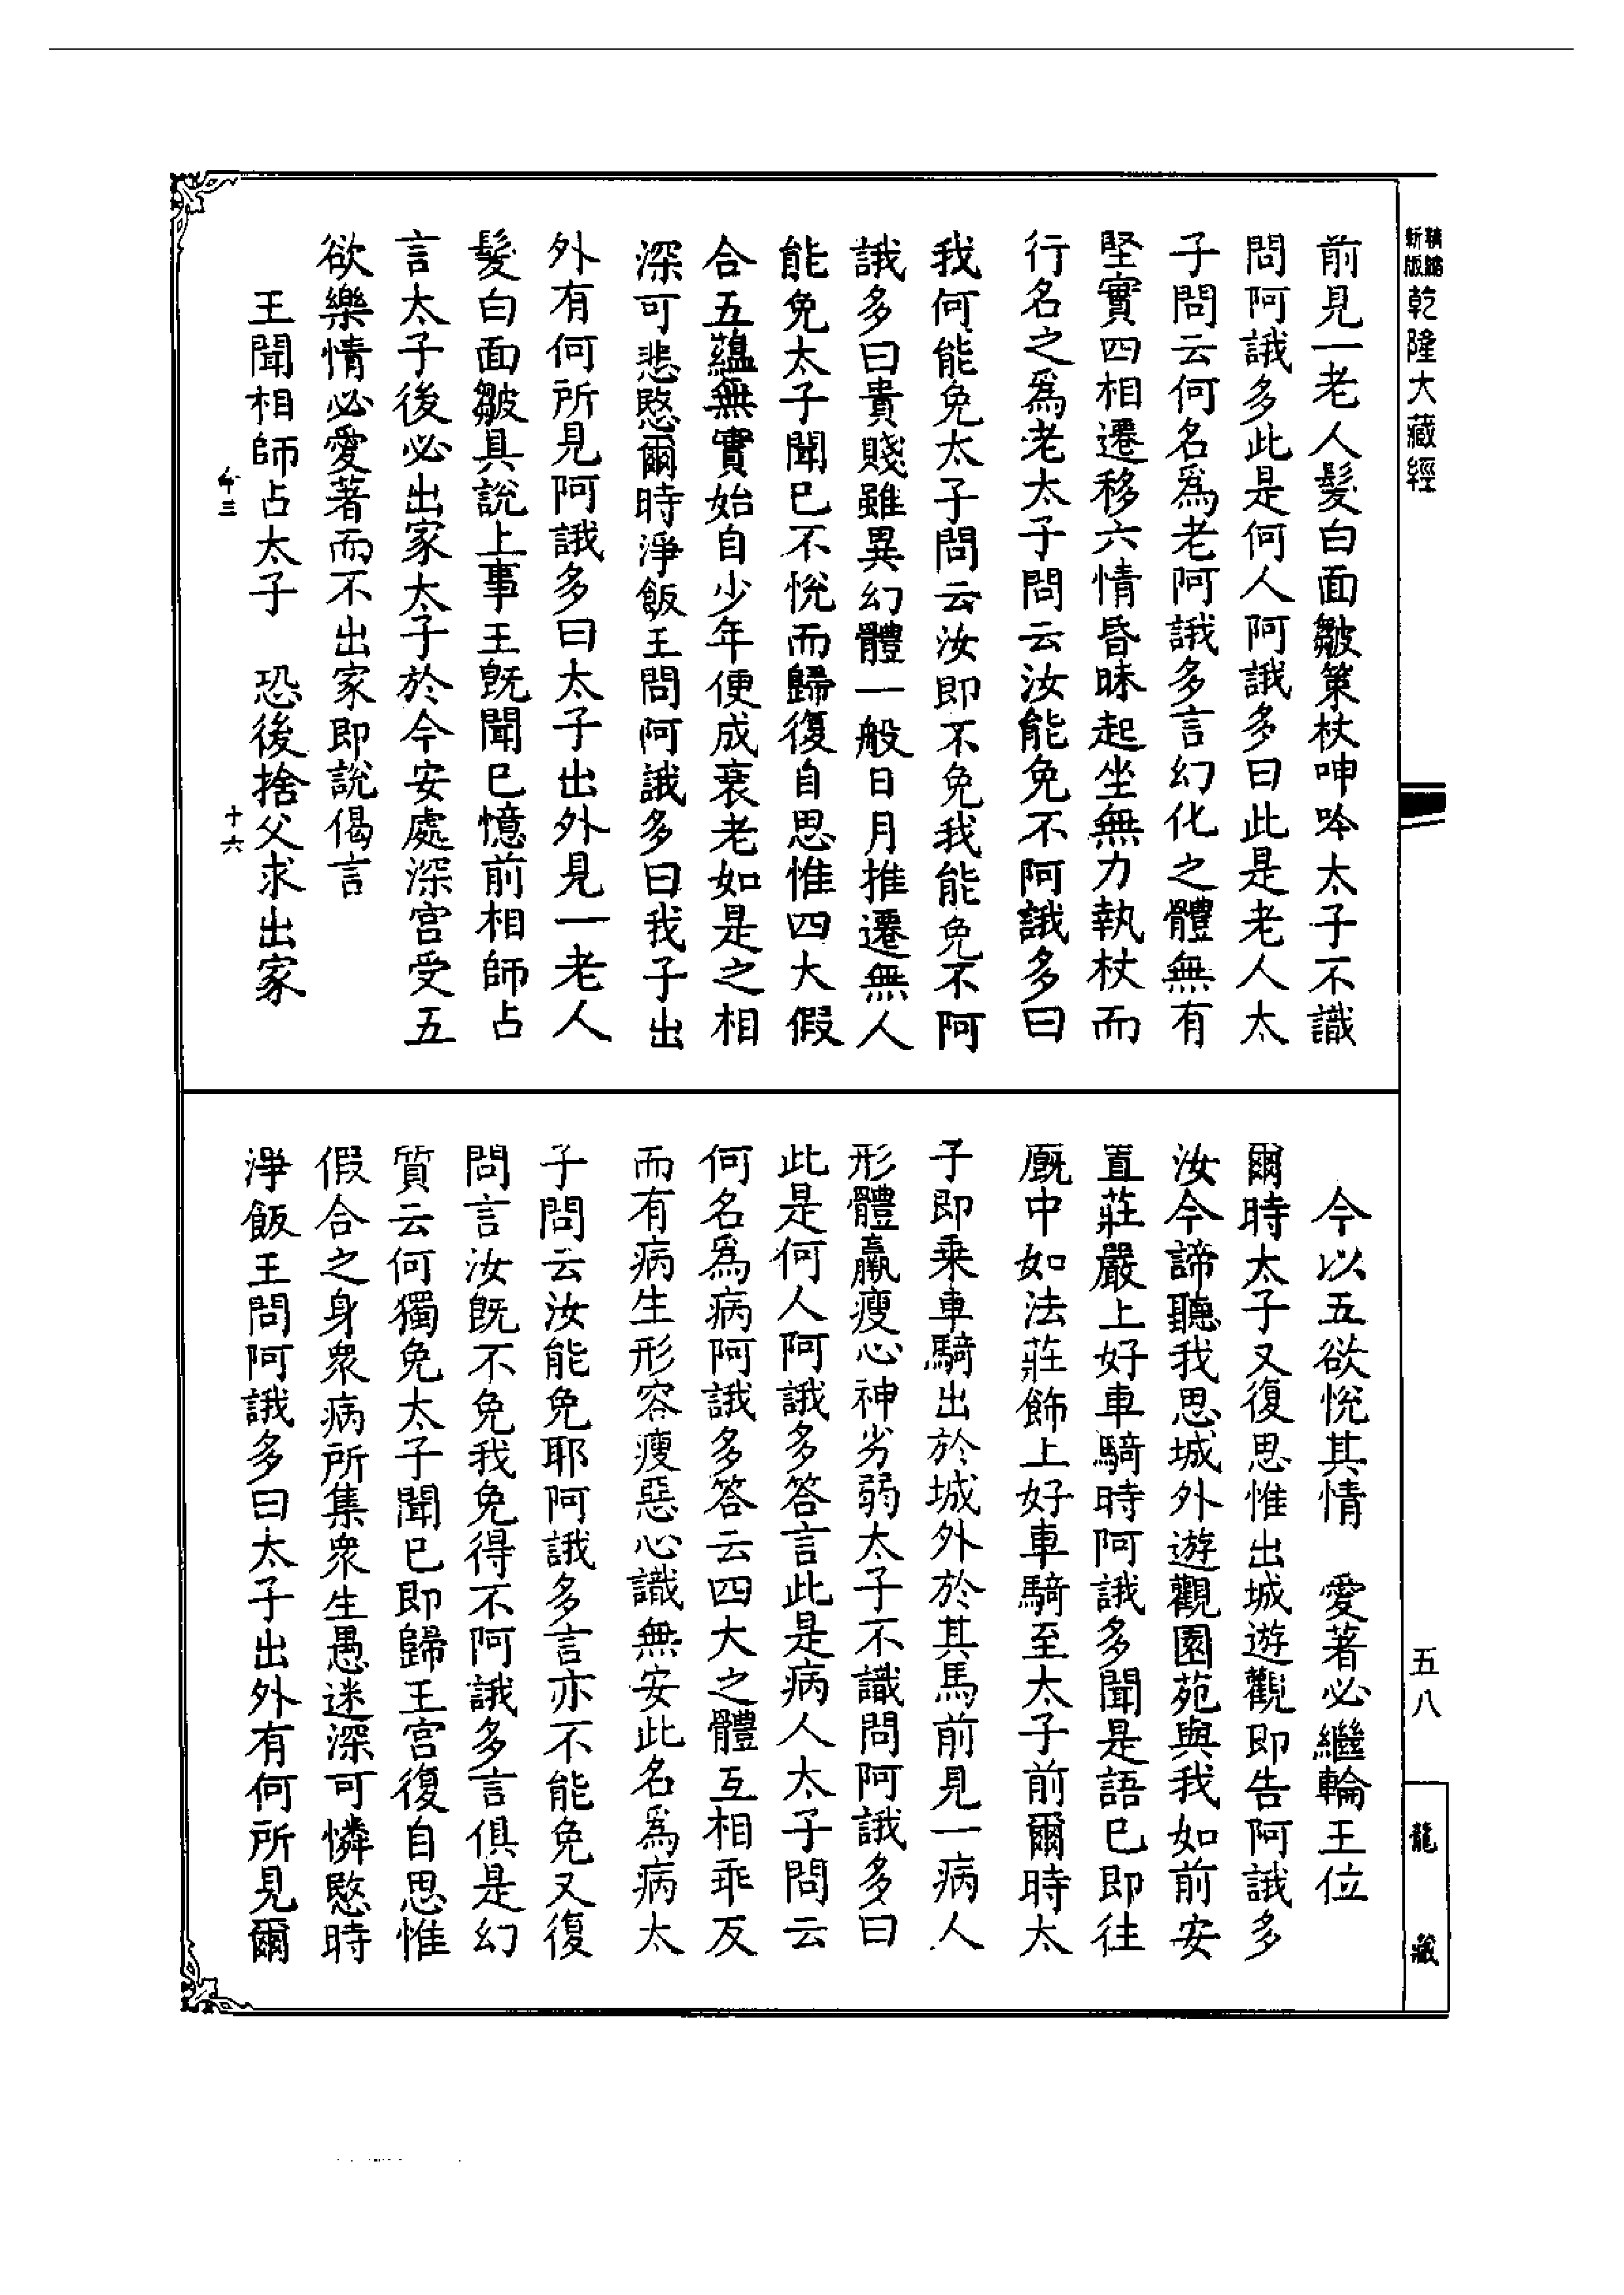 精縮新版乾隆大藏經
前見一老人髮白面皺策杖呻吟太子不識
問阿誐多此是何人阿誐多曰此是老人太
子問云何名爲老阿誐多言幻化之體無有
堅實四相遷移六情昏昧起坐無力執杖而
行名之爲老太子問云汝能免不阿誐多曰
我何能免太子問云汝即不免我能免不阿
誐多曰貴賤雖異幻體一般日月推遷無人
能免太子聞已不悅而歸復自思惟四大假
合五蘊無實始自少年便成衰老如是之相
深可悲愍爾時淨飯王問阿誐多曰我子出
外有何所見阿誐多曰太子出外見一老人
髮白面皺具說上事王旣聞已憶前相師占
言太子後必出家太子於今安處深宮受五
欲樂情必愛著而不出家即說偈言
王聞相師占太子　恐後捨父求出家
十六
今以五欲悅其情　愛著必繼輪王位
爾時太子又復思惟出城遊觀即告阿誐多
汝今諦聽我思城外遊觀園苑與我如前安
置莊嚴上好車騎時阿誐多聞是語已即往
廐中如法莊飾上好車騎至太子前爾時太
子即乘車騎出於城外於其馬前見一病人
形體羸瘦心神劣弱太子不識問阿誐多曰
此是何人阿誐多答言此是病人太子問云
何名爲病阿誐多答云四大之體互相乖反
而有病生形容瘦惡心識無安此名爲病太
子問云汝能免耶阿誐多言亦不能免又復
問言汝旣不免我免得不阿誐多言俱是幻
質云何獨免太子聞已即歸王宮復自思惟
假合之身衆病所集衆生愚迷深可憐愍時
淨飯王問阿誐多曰太子出外有何所見爾
五八
龍藏